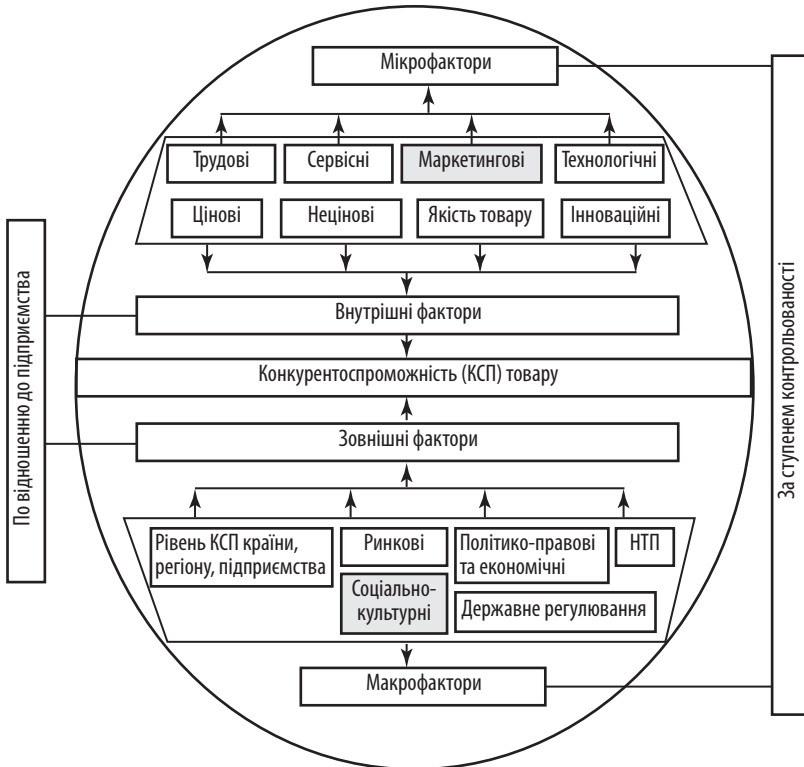 Мікрофактори
Трудові
Сервісні
Маркетингові
Технологічні
Цінові
Нецінові
Якість товару
Інноваційні
Внутрішні фактори
Конкурентоспроможність (КСП) товару
Зовнішні фактори
Рівень КСП країни,
регіону, підприємства
Ринкові
Політико-правові
та економічні
НТП
Соціально-
культурні
Державне регулювання
Макрофактори
По відношенню до підприємства
За ступенем контрольованості